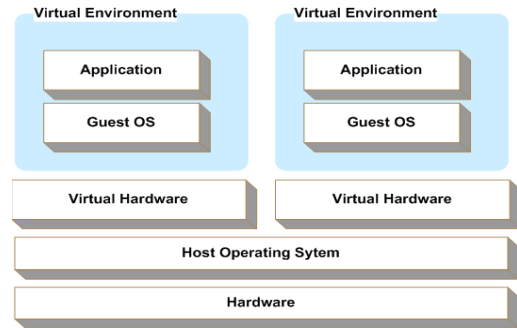 Virtual Environment
Virtual Environment
Application
Application
Guest OS
Guest OS
Virtual Hardware
Virtual Hardware
Host Operating Sytem
Hardware